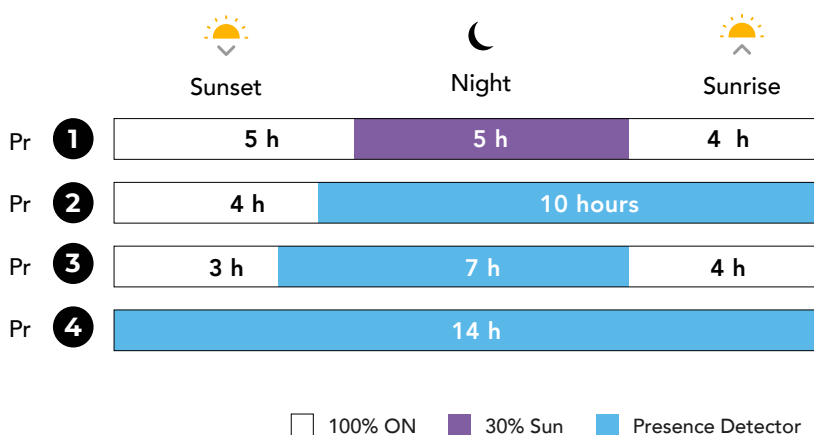 Sunset Night Sunrise
Pr 1 5 h 5 h 4 h
Pr 2 4 h 10 hours
Pr 3 3 h 7 h 4 h
Pr 4 14 h
100% ON 30% Sun Presence Detector